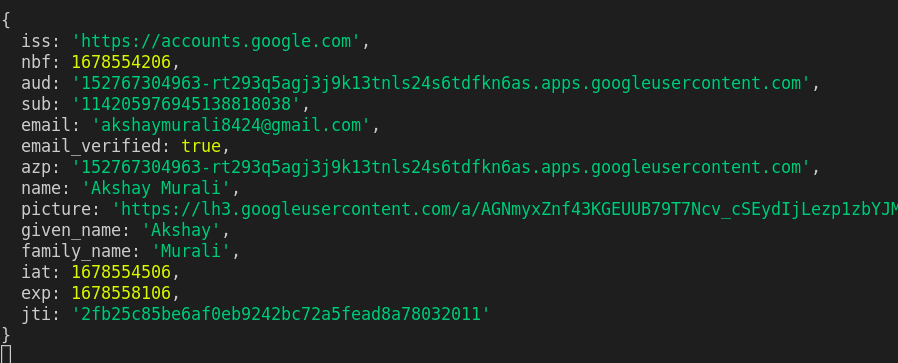 {
  iss: 'https://accounts.google.com',
  nbf: 1678554206,
  aud: '152767304963-rt293q5agj3j9k13tnls24s6tdfkn6as.apps.googleusercontent.com',
  sub: '114205976945138818038',
  email: 'akshaymurali8424@gmail.com',
  email_verified: true,
  azp: '152767304963-rt293q5agj3j9k13tnls24s6tdfkn6as.apps.googleusercontent.com',
  name: 'Akshay Murali',
  picture: 'https://lh3.googleusercontent.com/a/AGNmyxZnf43KGEUUB79T7Ncv_cSEydIjLezp1zbYJM
  given_name: 'Akshay',
  family_name: 'Murali',
  iat: 1678554506,
  exp: 1678558106,
  jti: '2fb25c85be6af0eb9242bc72a5fead8a78032011'
}